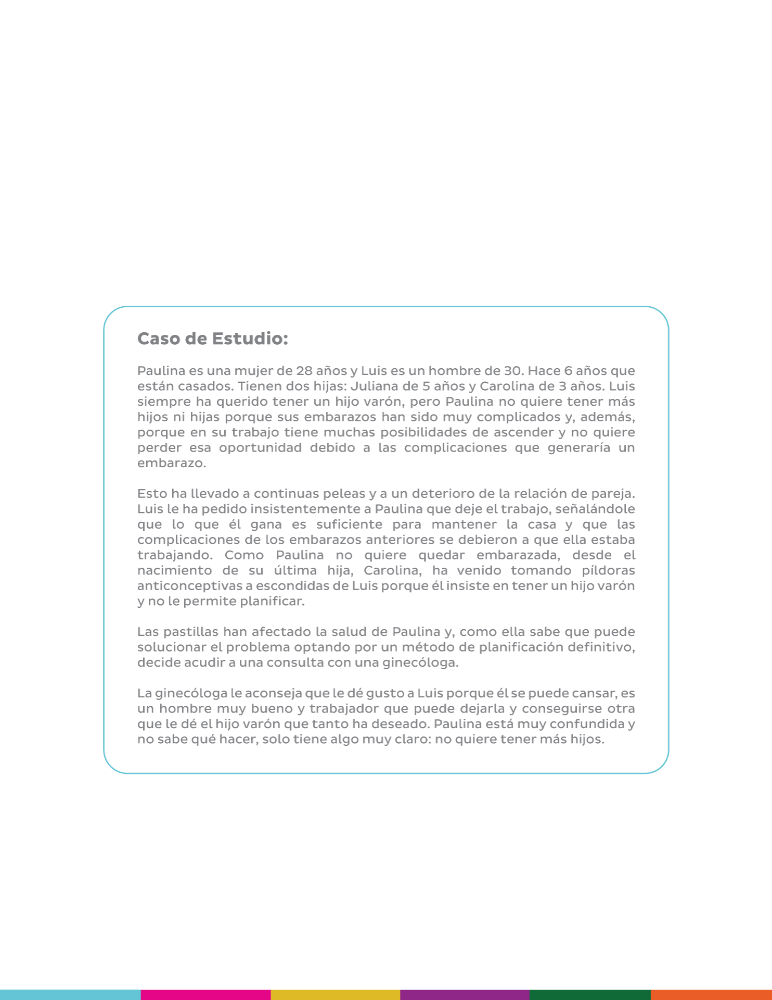 Caso de Estudio:
Paulina es una mujer de 28 años y Luis es un hombre de 30. Hace 6 años que
están casados. Tienen dos hijas: Juliana de 5 años y Carolina de 3 años. Luis
siempre ha querido tener un hijo varón, pero Paulina no quiere tener más
hijos ni hijas porque sus embarazos han sido muy complicados y, además,
porque en su trabajo tiene muchas posibilidades de ascender y no quiere
perder esa oportunidad debido a las complicaciones que generaría un
embarazo.
Esto ha llevado a continuas peleas y a un deterioro de la relación de pareja.
Luis le ha pedido insistentemente a Paulina que deje el trabajo, señalándole
que lo que él gana es suficiente para mantener la casa y que las
complicaciones de los embarazos anteriores se debieron a que ella estaba
trabajando. Como Paulina no quiere quedar embarazada, desde el
nacimiento de su última hija, Carolina, ha venido tomando píldoras
anticonceptivas a escondidas de Luis porque él insiste en tener un hijo varón
y no le permite planificar.
Las pastillas han afectado la salud de Paulina y, como ella sabe que puede
solucionar el problema optando por un método de planificación definitivo,
decide acudir a una consulta con una ginecóloga.
La ginecóloga le aconseja que le dé gusto a Luis porque él se puede cansar, es
un hombre muy bueno y trabajador que puede dejarla y conseguirse otra
que le dé el hijo varón que tanto ha deseado. Paulina está muy confundida y
no sabe qué hacer, solo tiene algo muy claro: no quiere tener más hijos.